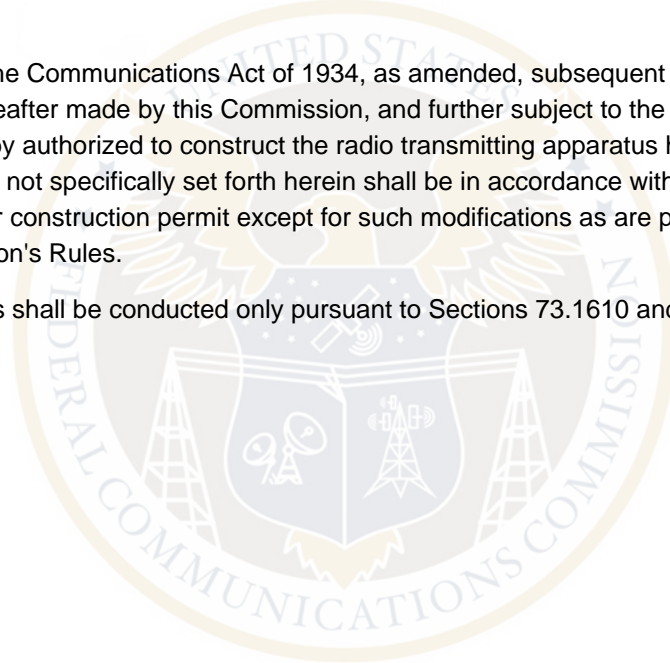 UNITED STATES
ne Communications Act of 1934, as amended, subsequent
eafter made by this Commission, and further subject to the
by authorized to construct the radio transmitting apparatus h
not specifically set forth herein shall be in accordance with
r construction permit except for such modifications as are p
on's Rules.
s shall be conducted only pursuant to Sections 73.1610 and
FEDERAL COMMUNICATIONS COMMISSION